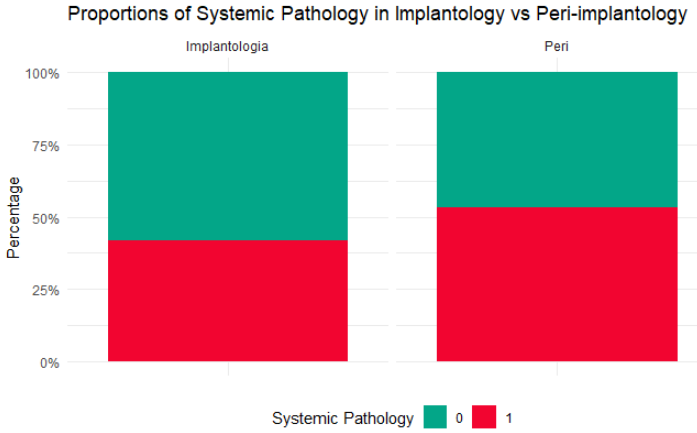 Proportions of Systemic Pathology in Implantology vs Peri-implantology
Implantologia
Peri
100%
75%
50%
25%
0%
Percentage
Systemic Pathology 0 1